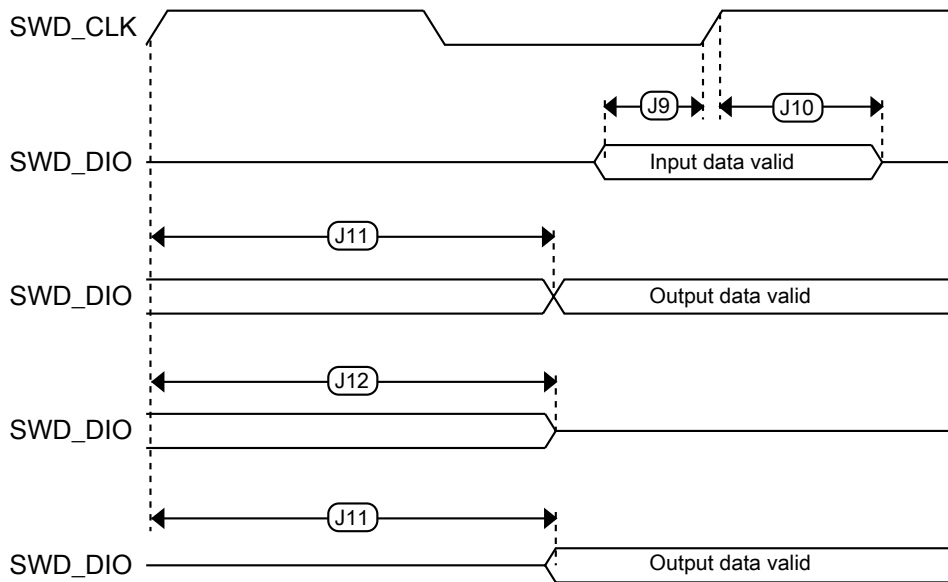 SWD_CLK
J9
J10
SWD_DIO
Input data valid
J11
SWD_DIO
Output data valid
J12
SWD_DIO
J11
SWD_DIO
Output data valid